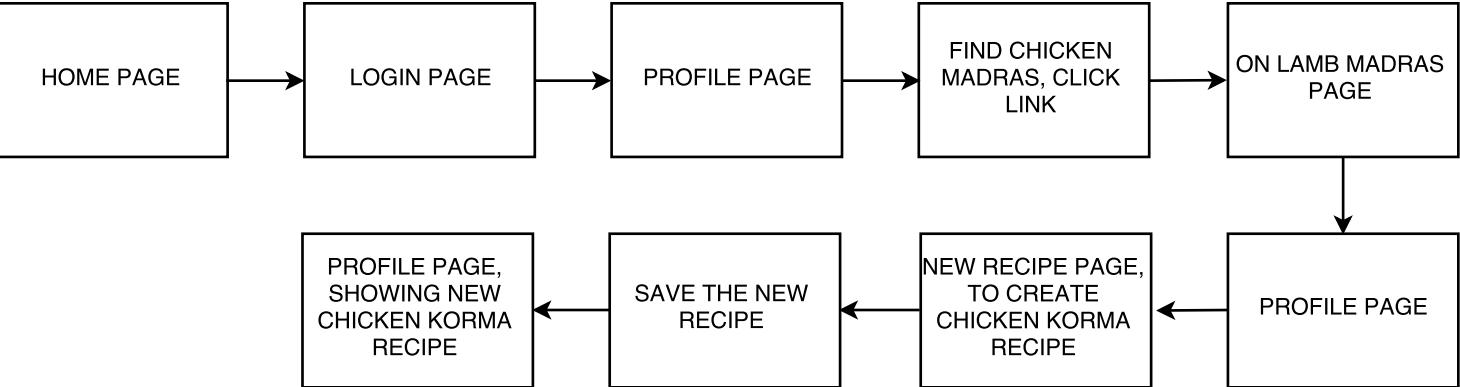 HOME PAGE
LOGIN PAGE
PROFILE PAGE
FIND CHICKEN
MADRAS, CLICK
LINK
ON LAMB MADRAS
PAGE
PROFILE PAGE
NEW RECIPE PAGE,
TO CREATE
CHICKEN KORMA
RECIPE
SAVE THE NEW
RECIPE
PROFILE PAGE,
SHOWING NEW
CHICKEN KORMA
RECIPE